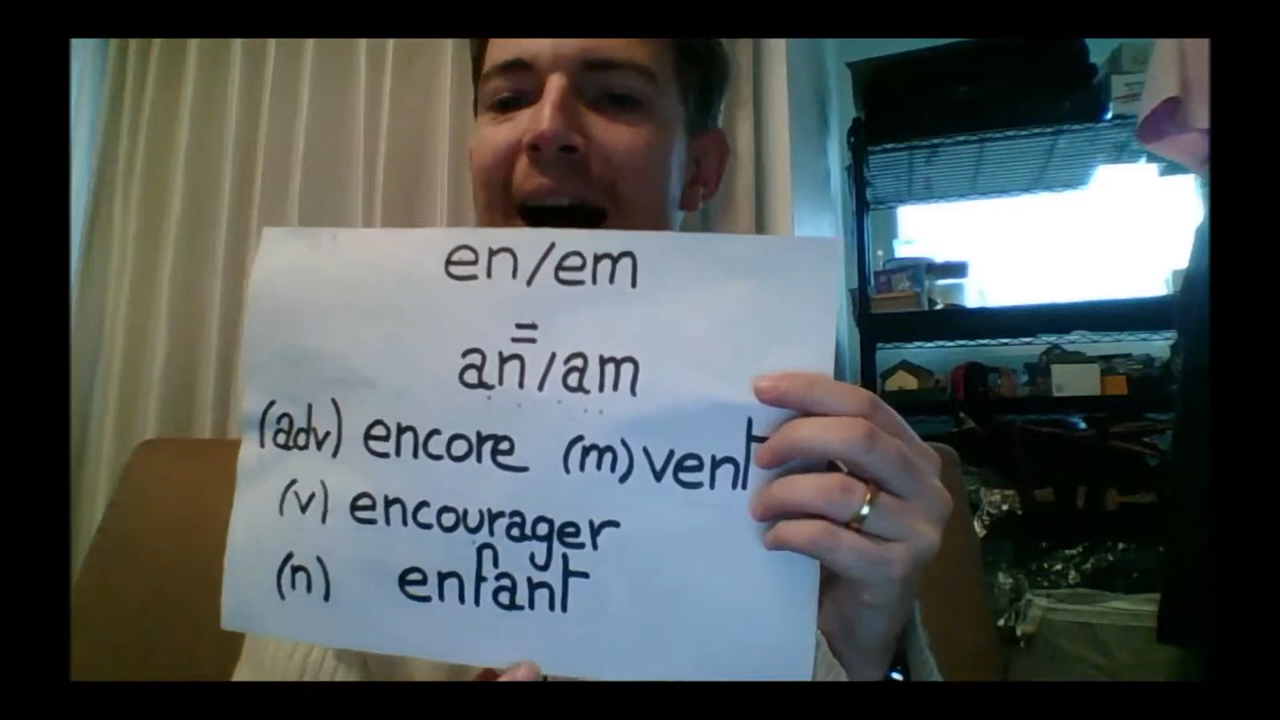 en/em
=
an/am
(adv) encore (m) vent
(v) encourager
(n) enfant